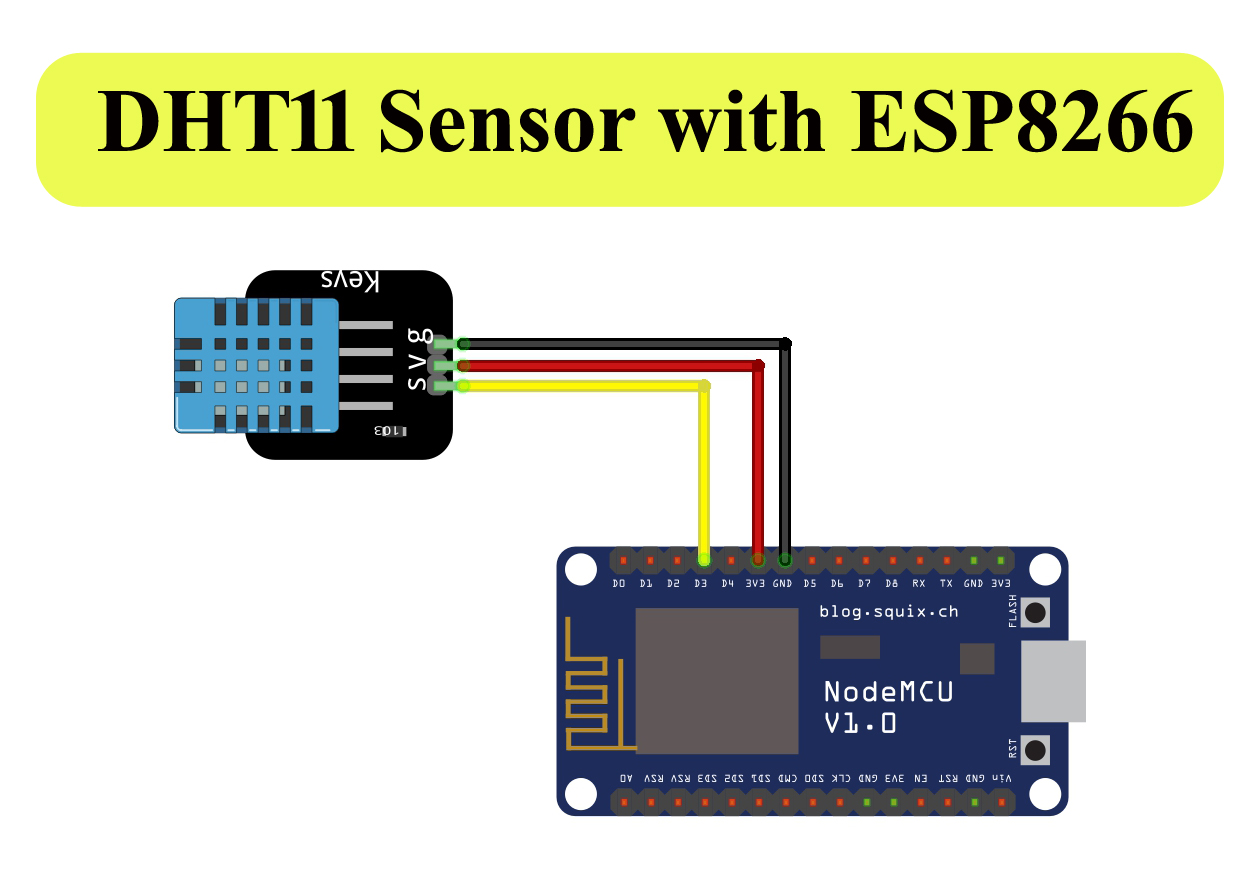 DHT11 Sensor with ESP8266
Keys
g
V
S
103
D0 D1 D2 D3 D4 3V3 GND D5 D6 D7 D8 RX TX GND 3V3
FLASH
blog.squix.ch
NodeMCU
V1.0
RST
A0 RSV RSV SD3 SD2 SD1 CMD SD0 CLK GND 3V3 EN RST GND Vin